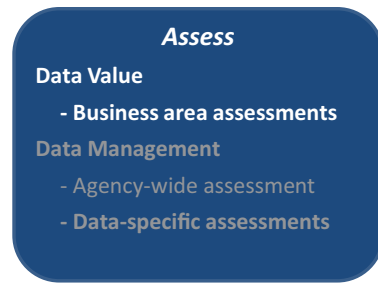 Assess
Data Value
- Business area assessments
Data Management
- Agency-wide assessment
- Data-specific assessments